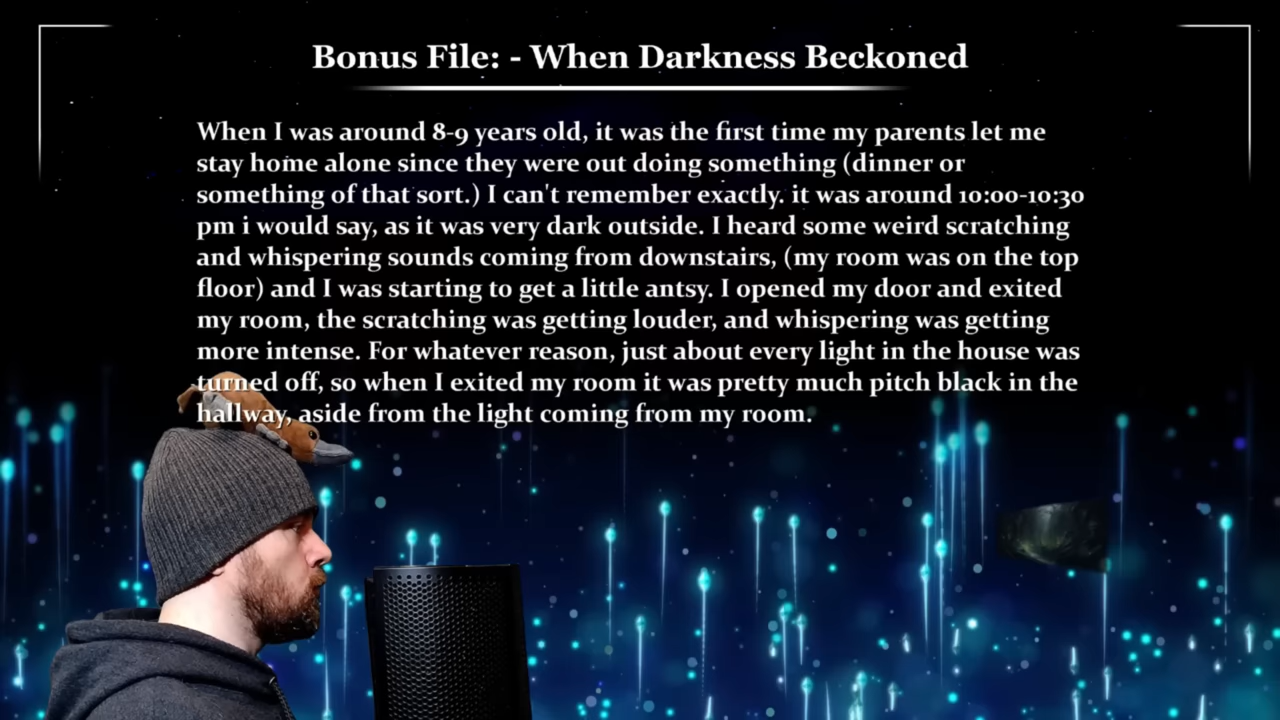 Bonus File: - When Darkness Beckoned
When I was around 8-9 years old, it was the first time my parents let me
stay home alone since they were out doing something (dinner or
something of that sort.) I can't remember exactly. it was around 10:00-10:30
pm i would say, as it was very dark outside. I heard some weird scratching
and whispering sounds coming from downstairs, (my room was on the top
floor) and I was starting to get a little antsy. I opened my door and exited
my room, the scratching was getting louder, and whispering was getting
more intense. For whatever reason, just about every light in the house was
turned off, so when I exited my room it was pretty much pitch black in the
hallway, aside from the light coming from my room.